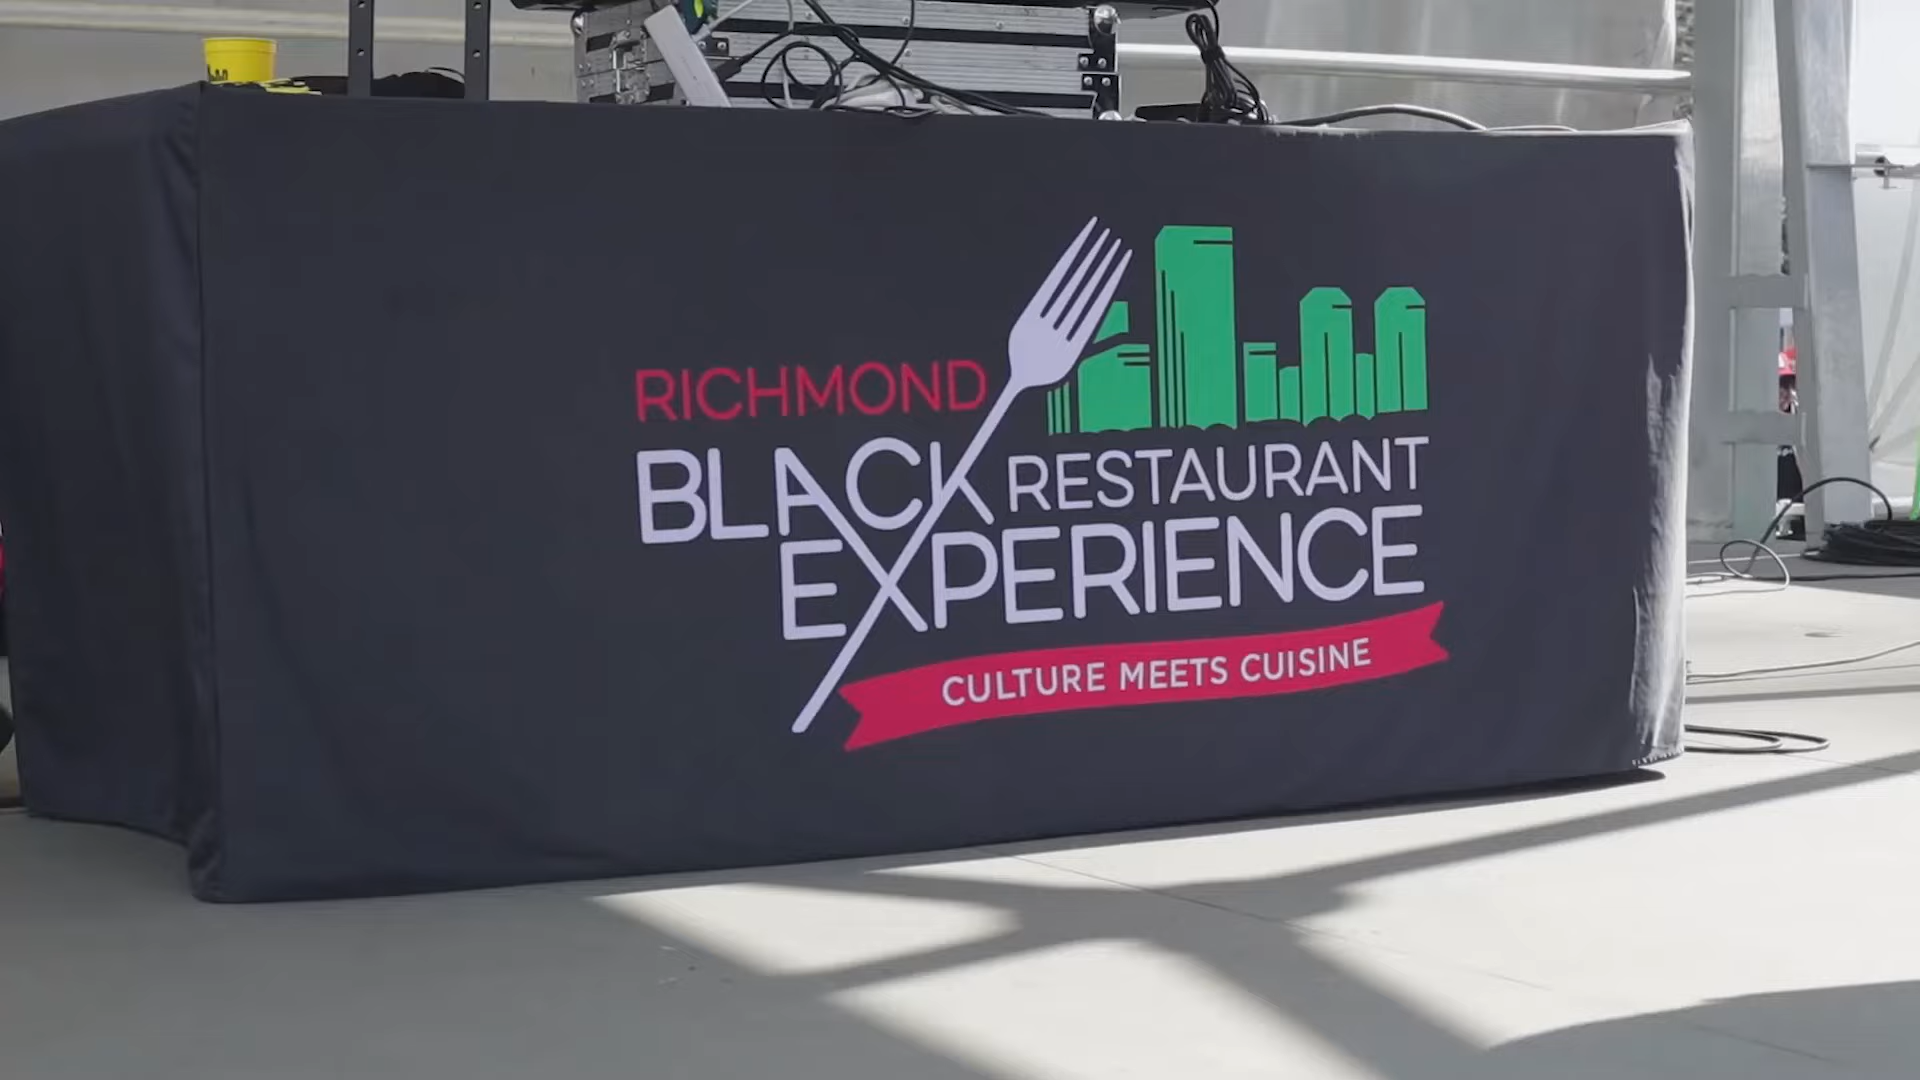 RICHMOND
BLACK RESTAURANT
EXPERIENCE
CULTURE MEETS CUISINE